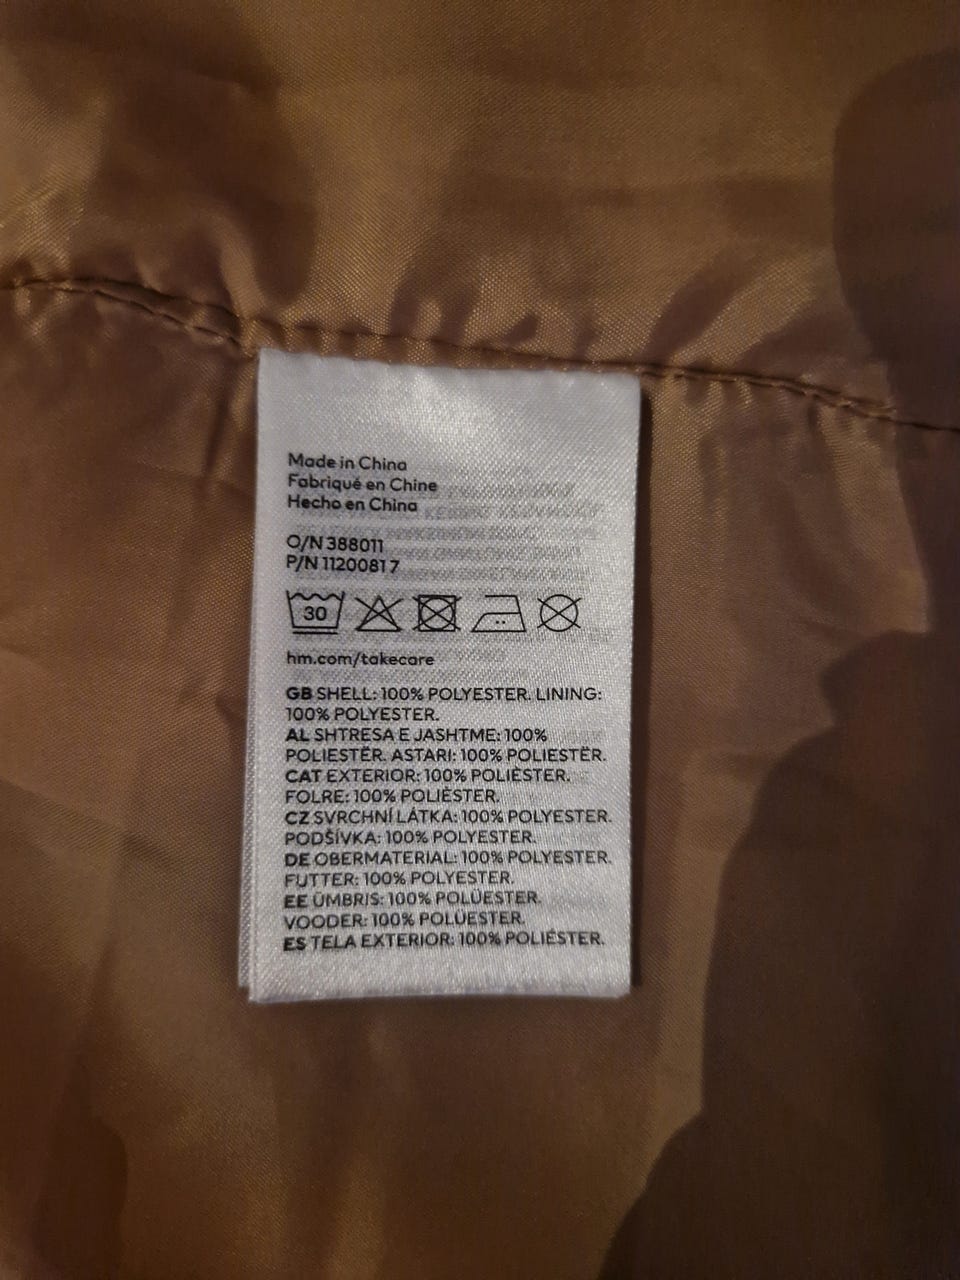 Made in China
Fabriqué en Chine
Hecho en China
O/N 388011
P/N 11200817
30
hm.com/takecare
GB SHELL: 100% POLYESTER. LINING:
100% POLYESTER.
AL SHTRESA E JASHTME: 100%
POLIESTËR. ASTARI: 100% POLIESTËR.
CAT EXTERIOR: 100% POLIÈSTER.
FOLRE: 100% POLIÈSTER.
CZ SVRCHNÍ LÁTKA: 100% POLYESTER.
PODŠÍVKA: 100% POLYESTER.
DE OBERMATERIAL: 100% POLYESTER.
FUTTER: 100% POLYESTER.
EE ÜMBRIS: 100% POLÜESTER.
VOODER: 100% POLÜESTER.
ES TELA EXTERIOR: 100% POLIÉSTER.